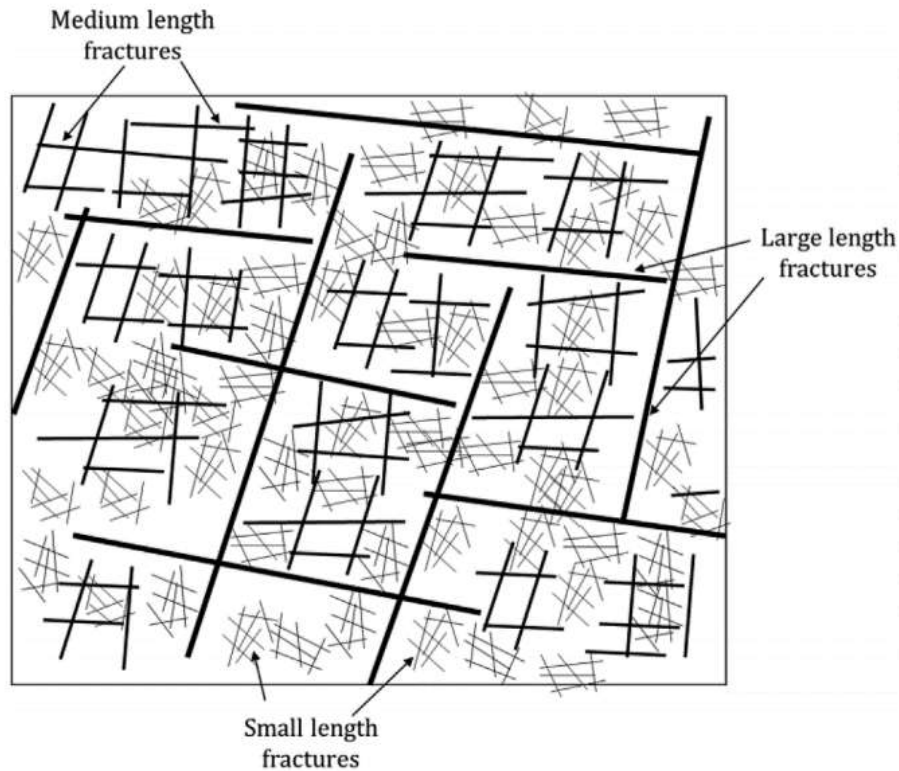 Medium length
fractures
Large length
fractures
Small length
fractures